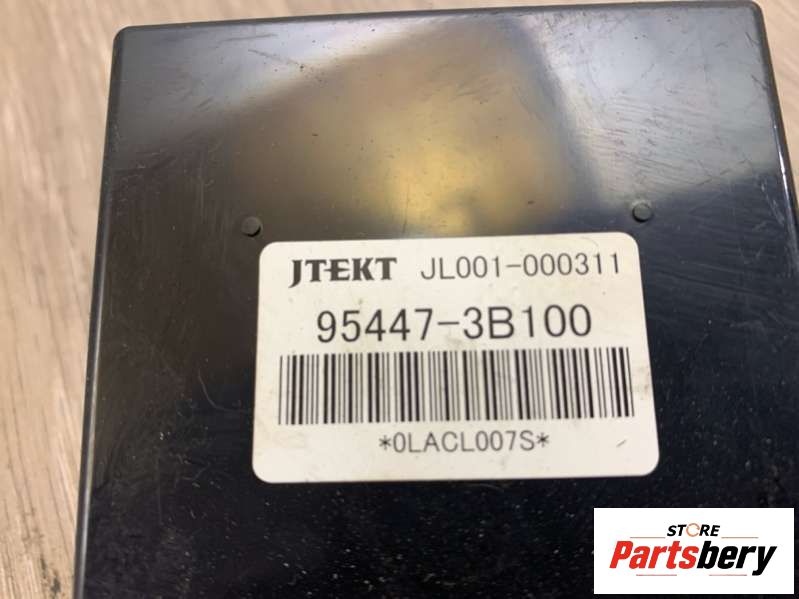 JTEKT JL001-000311
95447-3B100
*0LACL007S*
STORE
Partsbery